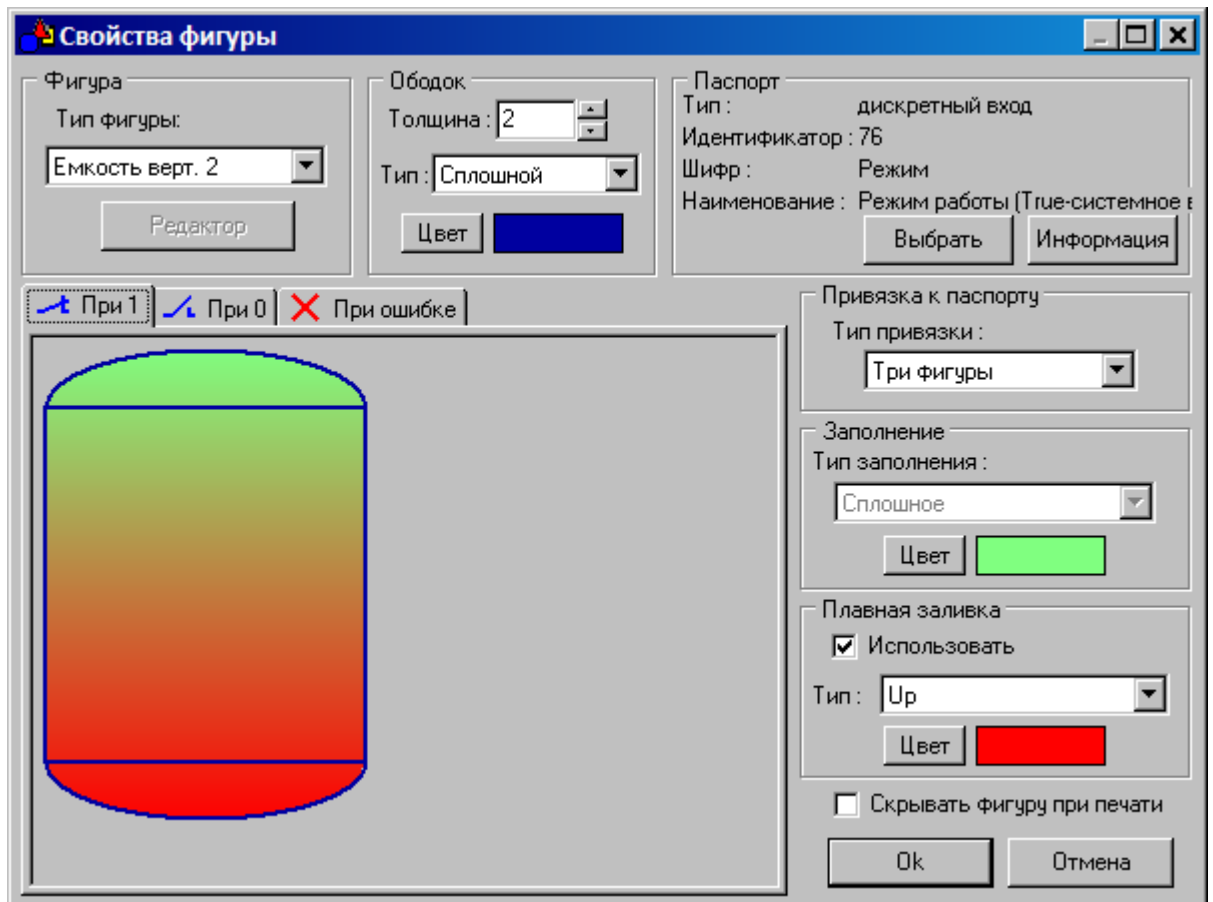 Свойства фигуры
Фигура
Тип фигуры:
Емкость верт. 2
Редактор
Ободок
Толщина : 2
Тип : Сплошной
Цвет
Паспорт
Тип : дискретный вход
Идентификатор : 76
Шифр : Режим
Наименование : Режим работы (True-системное в
Выбрать Информация
При 1 При 0 При ошибке
Привязка к паспорту
Тип привязки :
Три фигуры
Заполнение
Тип заполнения :
Сплошное
Цвет
Плавная заливка
Использовать
Тип : Up
Цвет
Скрывать фигуру при печати
Ok Отмена